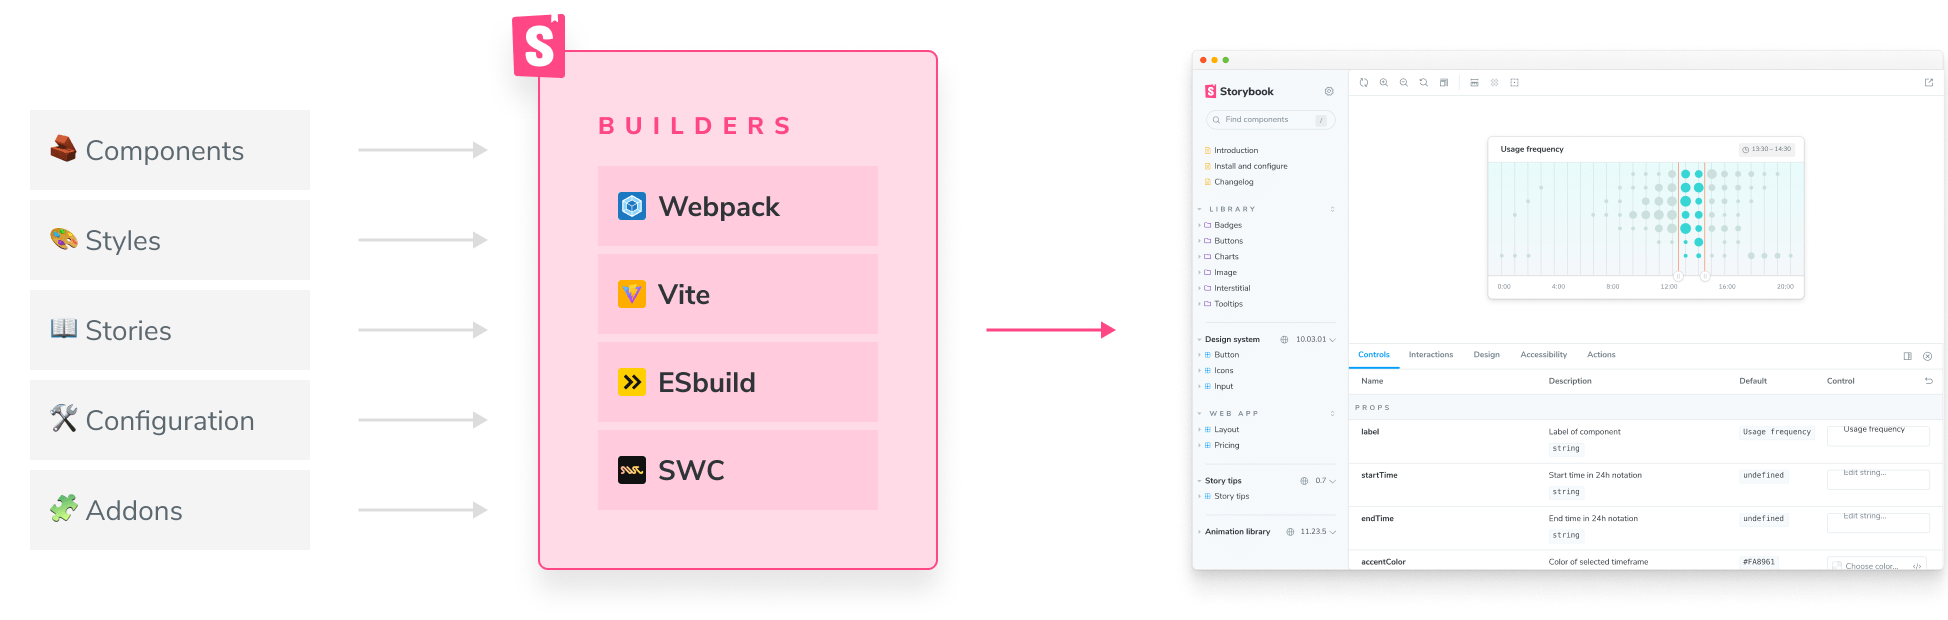 Components
Styles
Stories
Configuration
Addons
S
BUILDERS
Webpack
Vite
ESbuild
SWC
S Storybook
Find components /
Introduction
Install and configure
Changelog
LIBRARY
Badges
Buttons
Charts
Image
Interstitial
Tooltips
Design system 10.03.01
Button
Icons
Input
WEB APP
Layout
Pricing
Story tips 0.7
Story tips
Animation library 11.23.5
Usage frequency 13:30 – 14:30
0:00 4:00 8:00 12:00 16:00 20:00
Controls Interactions Design Accessibility Actions
Name Description Default Control
PROPS
label Label of component Usage frequency Usage frequency
string
startTime Start time in 24h notation undefined Edit string...
string
endTime End time in 24h notation undefined Edit string...
string
accentColor Color of selected timeframe #FA8961 Choose color... </>